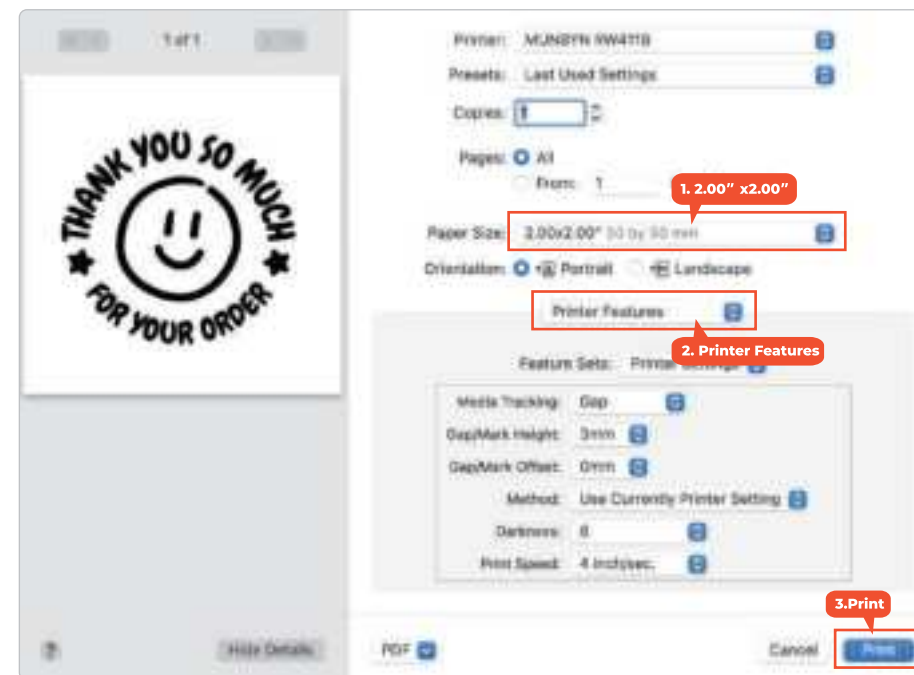 1 of 1
THANK YOU SO MUCH
FOR YOUR ORDER
Hide Details
Printer: MUNBYN RW411B
Presets: Last Used Settings
Copies: 1
Pages: All
From: 1
1. 2.00” x2.00”
Paper Size: 2.00x2.00" 50 by 50 mm
Orientation: Portrait Landscape
Printer Features
2. Printer Features
Feature Sets: Printer
Media Tracking: Gap
Gap/Mark Height: 3mm
Gap/Mark Offset: 0mm
Method: Use Currently Printer Setting
Darkness: 8
Print Speed: 4 inch/sec.
3.Print
? PDF Cancel Print